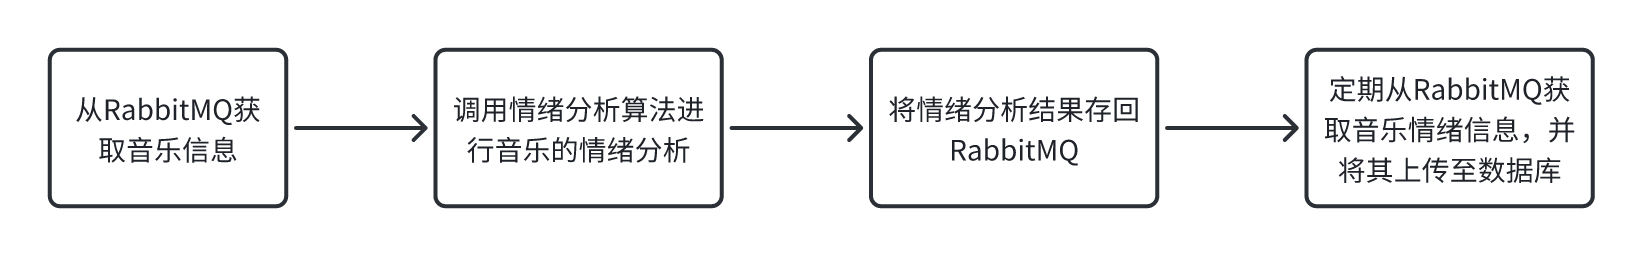 从RabbitMQ获
取音乐信息
调用情绪分析算法进
行音乐的情绪分析
将情绪分析结果存回
RabbitMQ
定期从RabbitMQ获
取音乐情绪信息，并
将其上传至数据库